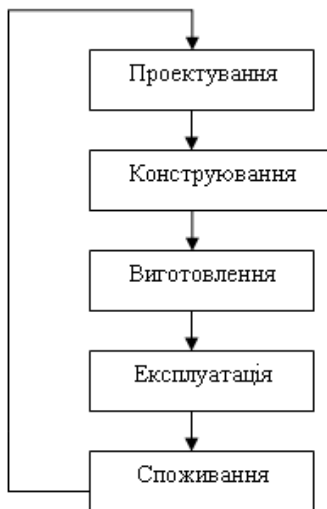 Проектування
Конструювання
Виготовлення
Експлуатація
Споживання